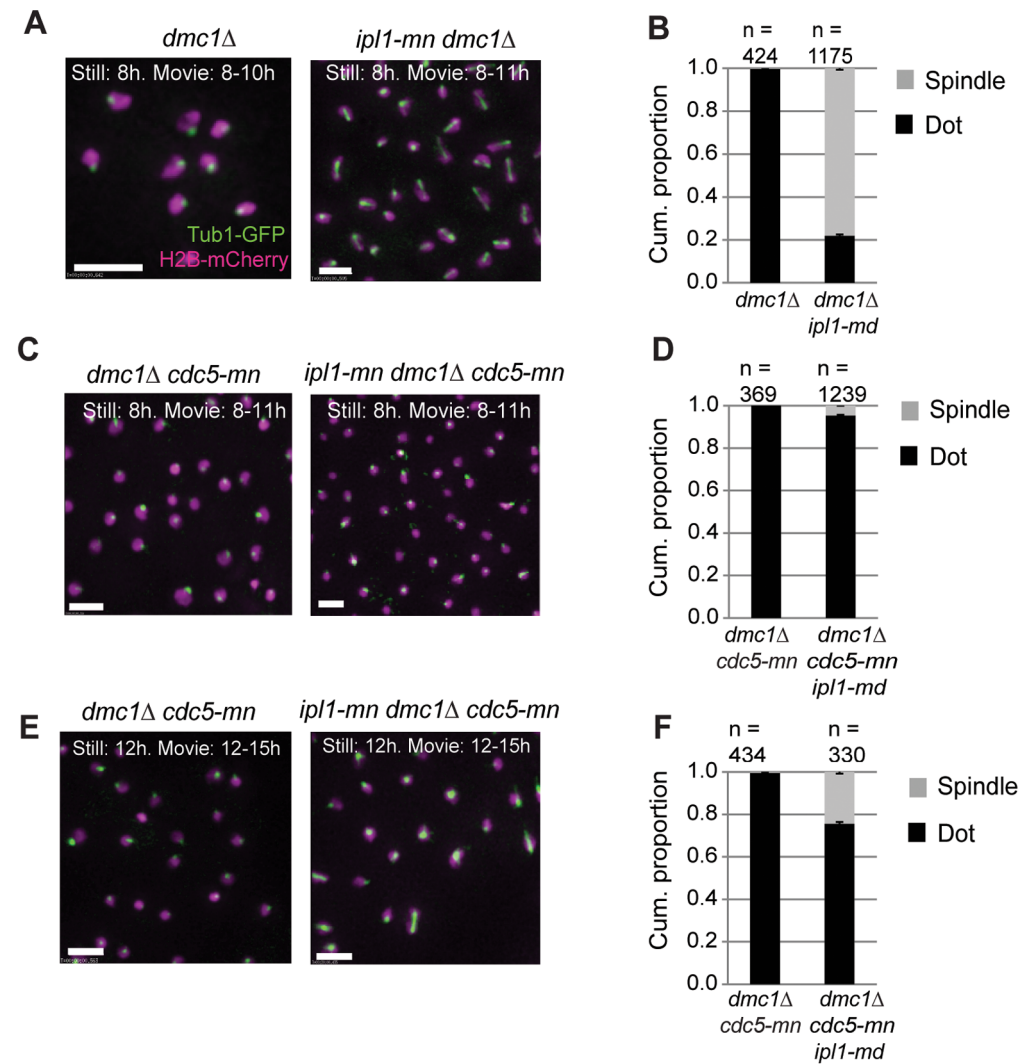 A
dmc1Δ
ipl1-mn dmc1Δ
Still: 8h. Movie: 8-10h
Still: 8h. Movie: 8-11h
Tub1-GFP
H2B-mCherry
B
n =
n =
424
1175
1.0
0.8
0.6
0.4
0.2
0.0
Cum. proportion
Spindle
Dot
dmc1Δ
dmc1Δ
ipl1-md
C
dmc1Δ cdc5-mn
ipl1-mn dmc1Δ cdc5-mn
Still: 8h. Movie: 8-11h
Still: 8h. Movie: 8-11h
D
n =
n =
369
1239
1.0
0.8
0.6
0.4
0.2
0.0
Cum. proportion
Spindle
Dot
dmc1Δ
cdc5-mn
dmc1Δ
cdc5-mn
ipl1-md
E
dmc1Δ cdc5-mn
ipl1-mn dmc1Δ cdc5-mn
Still: 12h. Movie: 12-15h
Still: 12h. Movie: 12-15h
F
n =
n =
434
330
1.0
0.8
0.6
0.4
0.2
0.0
Cum. proportion
Spindle
Dot
dmc1Δ
cdc5-mn
dmc1Δ
cdc5-mn
ipl1-md